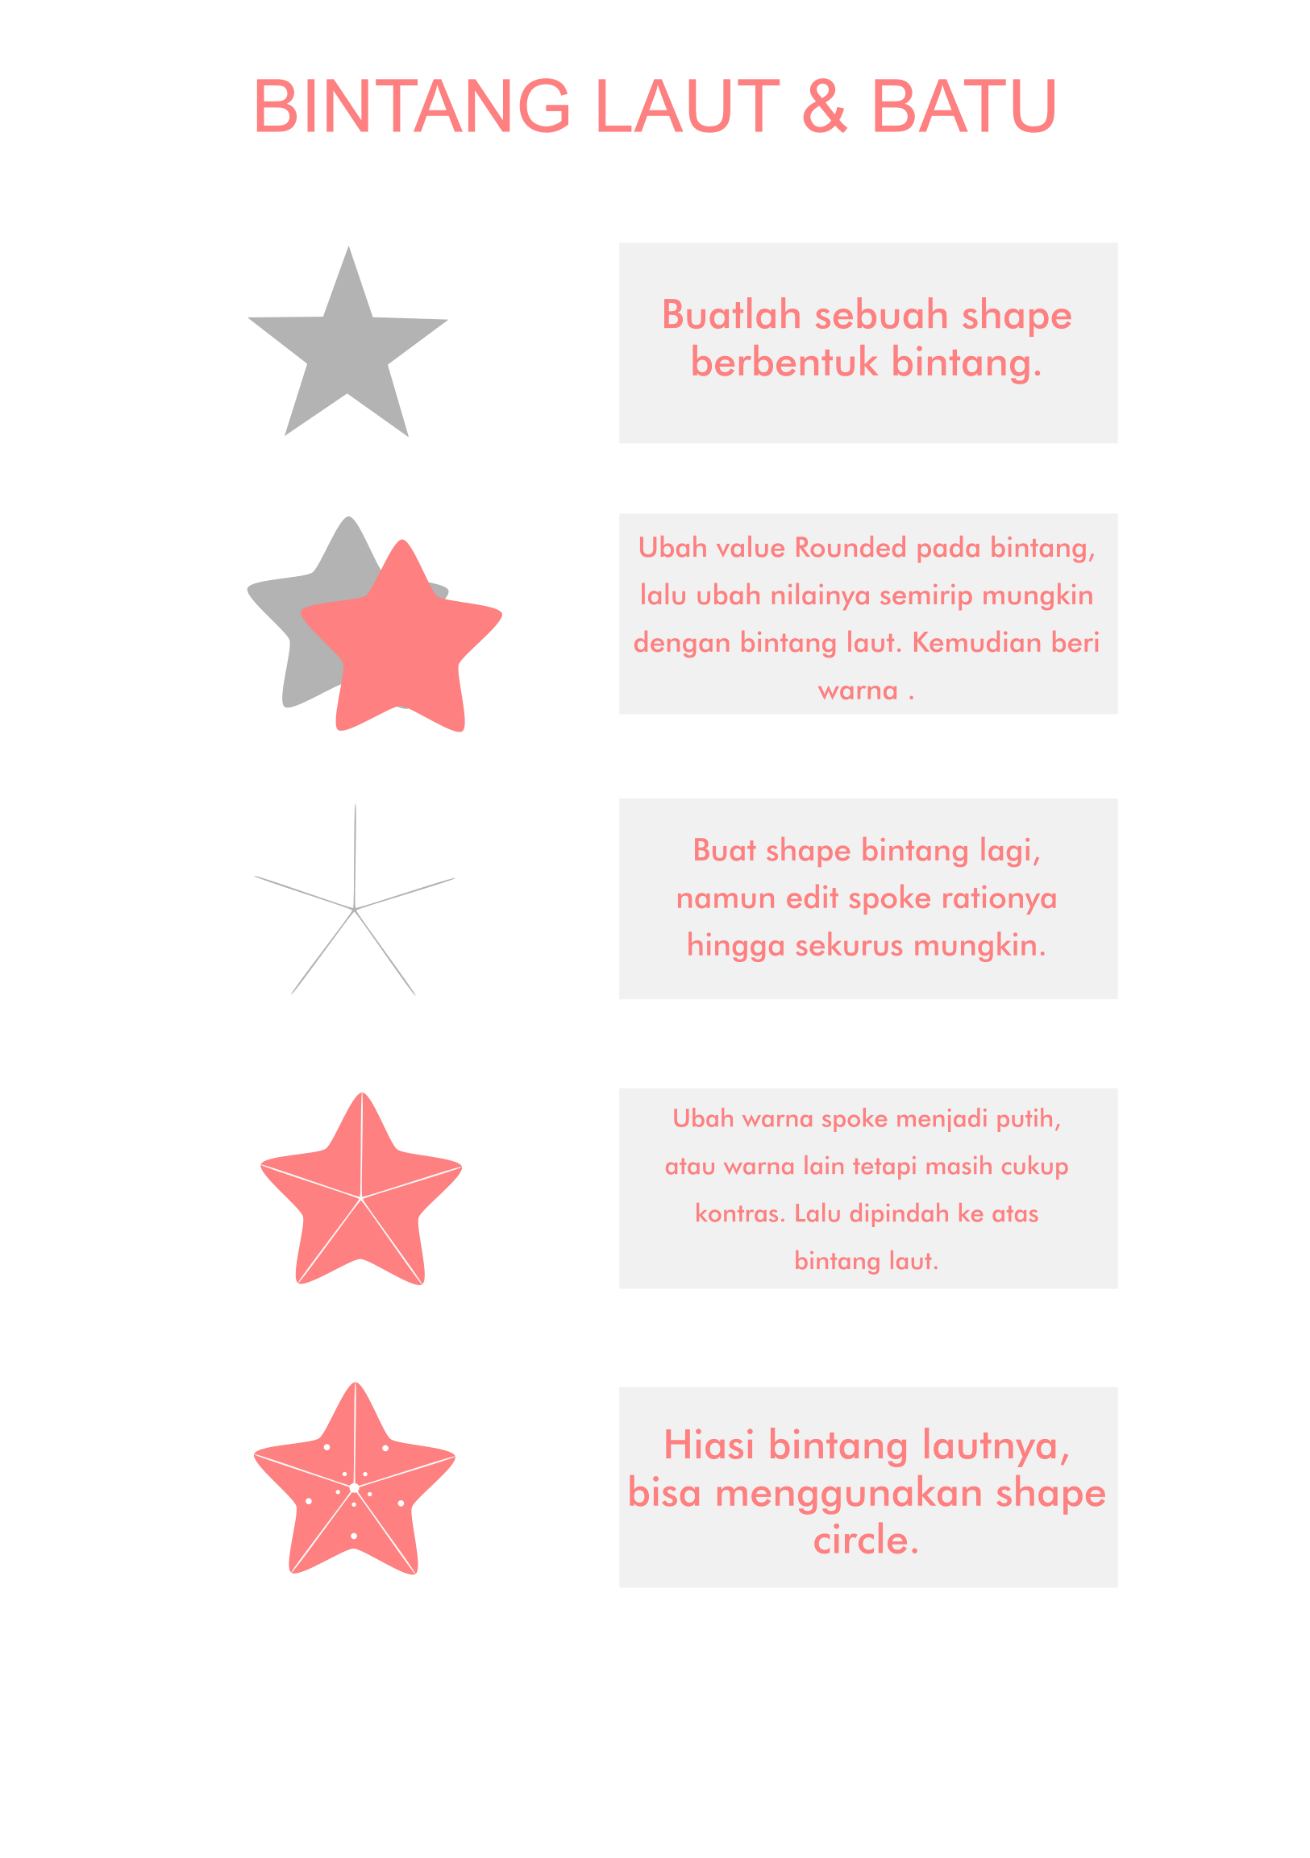 BINTANG LAUT & BATU
Buatlah sebuah shape
berbentuk bintang.
Ubah value Rounded pada bintang,
lalu ubah nilainya semirip mungkin
dengan bintang laut. Kemudian beri
warna .
Buat shape bintang lagi,
namun edit spoke rationya
hingga sekurus mungkin.
Ubah warna spoke menjadi putih,
atau warna lain tetapi masih cukup
kontras. Lalu dipindah ke atas
bintang laut.
Hiasi bintang lautnya,
bisa menggunakan shape
circle.